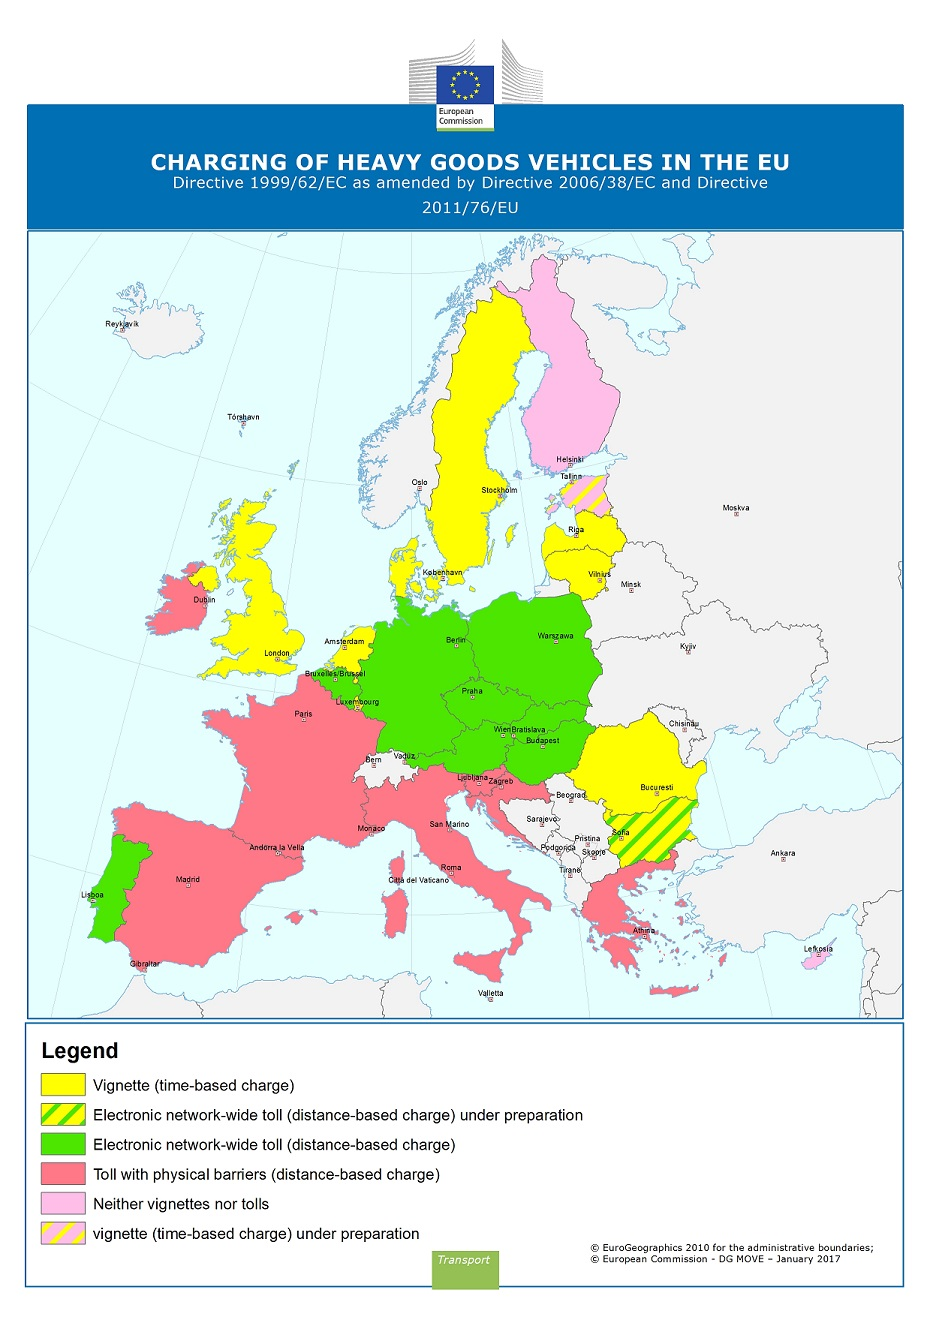 European
Commission
CHARGING OF HEAVY GOODS VEHICLES IN THE EU
Directive 1999/62/EC as amended by Directive 2006/38/EC and Directive
2011/76/EU
Reykjavík
Tórshavn
Oslo
Stockholm
Helsinki
Tallinn
Riga
Moskva
Vilnius
Minsk
København
Dublin
London
Amsterdam
Berlin
Warszawa
Kyjiv
Bruxelles/Brussel
Luxembourg
Praha
Paris
Wien
Bratislava
Budapest
Chisinau
Bern
Vaduz
Ljubljana
Zagreb
Bucuresti
Beograd
Sarajevo
San Marino
Monaco
Andorra la Vella
Pristina
Sofia
Podgorica
Skopje
Tiranë
Ankara
Roma
Città del Vaticano
Madrid
Lisboa
Gibraltar
Athina
Lefkosia
Valletta
Legend
Vignette (time-based charge)
Electronic network-wide toll (distance-based charge) under preparation
Electronic network-wide toll (distance-based charge)
Toll with physical barriers (distance-based charge)
Neither vignettes nor tolls
vignette (time-based charge) under preparation
© EuroGeographics 2010 for the administrative boundaries;
© European Commission - DG MOVE – January 2017
Transport